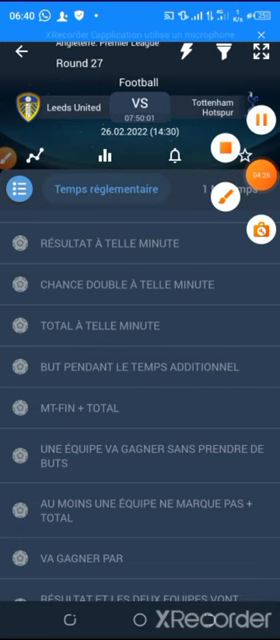 06:40
XRecorder L'application utilise un microphone
Angleterre. Premier League
Round 27
Football
Leeds United
VS
Tottenham
Hotspur
07:50:01
26.02.2022 (14:30)
04:26
Temps réglementaire
1
RÉSULTAT À TELLE MINUTE
CHANCE DOUBLE À TELLE MINUTE
TOTAL À TELLE MINUTE
BUT PENDANT LE TEMPS ADDITIONNEL
MT-FIN + TOTAL
UNE ÉQUIPE VA GAGNER SANS PRENDRE DE
BUTS
AU MOINS UNE ÉQUIPE NE MARQUE PAS +
TOTAL
VA GAGNER PAR
RÉSULTAT ET LES DEUX EQUIPES VONT
XRecorder